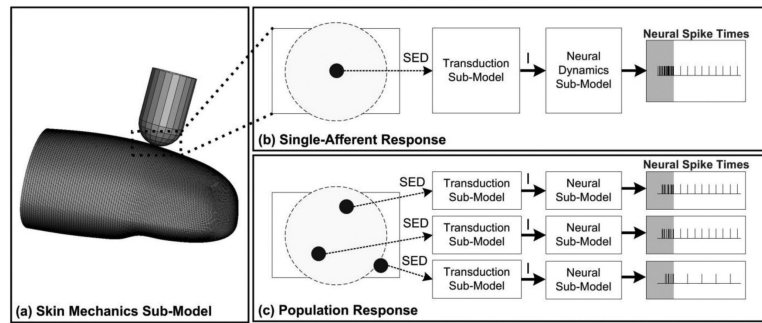 (a) Skin Mechanics Sub-Model
Neural Spike Times
SED
Transduction
Sub-Model
I
Neural
Dynamics
Sub-Model
(b) Single-Afferent Response
Neural Spike Times
SED
Transduction
Sub-Model
I
Neural
Sub-Model
SED
Transduction
Sub-Model
I
Neural
Sub-Model
SED
Transduction
Sub-Model
I
Neural
Sub-Model
(c) Population Response